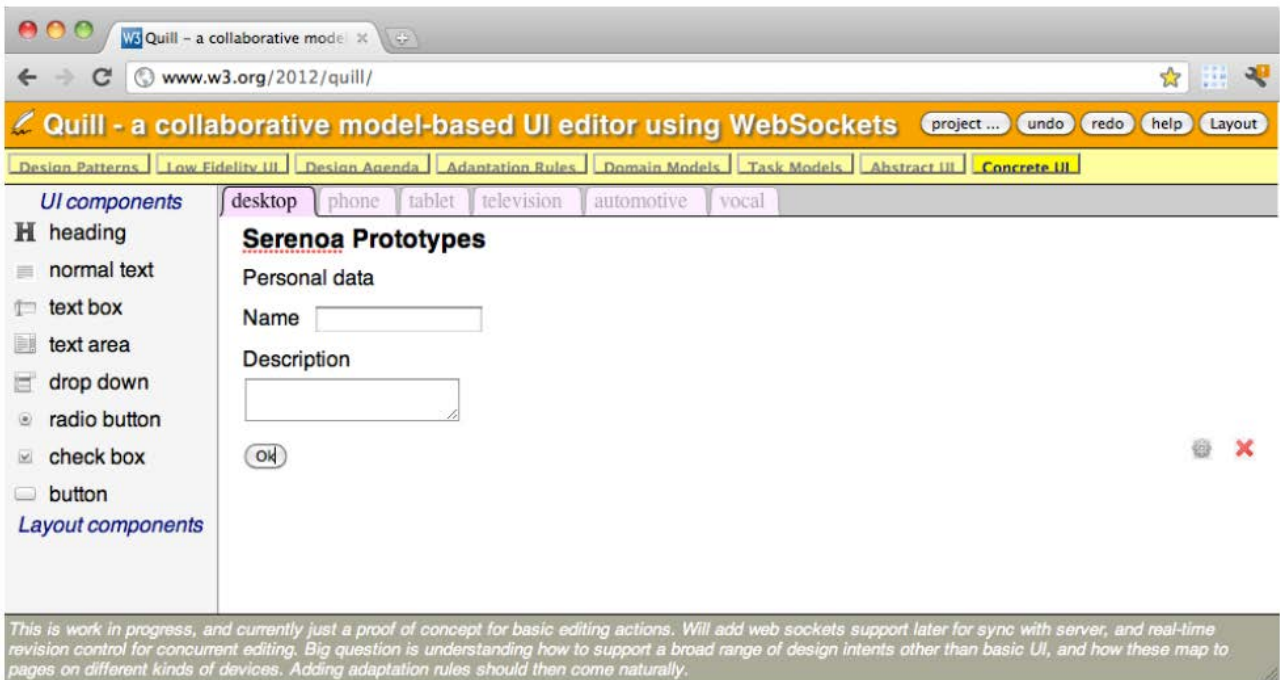 Quill – a collaborative mode
www.w3.org/2012/quill/
Quill - a collaborative model-based UI editor using WebSockets project ... undo redo help Layout
Design Patterns Low Fidelity UI Design Agenda Adaptation Rules Domain Models Task Models Abstract UI Concrete UI
UI components
desktop phone tablet television automotive vocal
H heading
normal text
text box
text area
drop down
radio button
check box
button
Layout components
Serenoa Prototypes
Personal data
Name
Description
Ok
This is work in progress, and currently just a proof of concept for basic editing actions. Will add web sockets support later for sync with server, and real-time
revision control for concurrent editing. Big question is understanding how to support a broad range of design intents other than basic UI, and how these map to
pages on different kinds of devices. Adding adaptation rules should then come naturally.